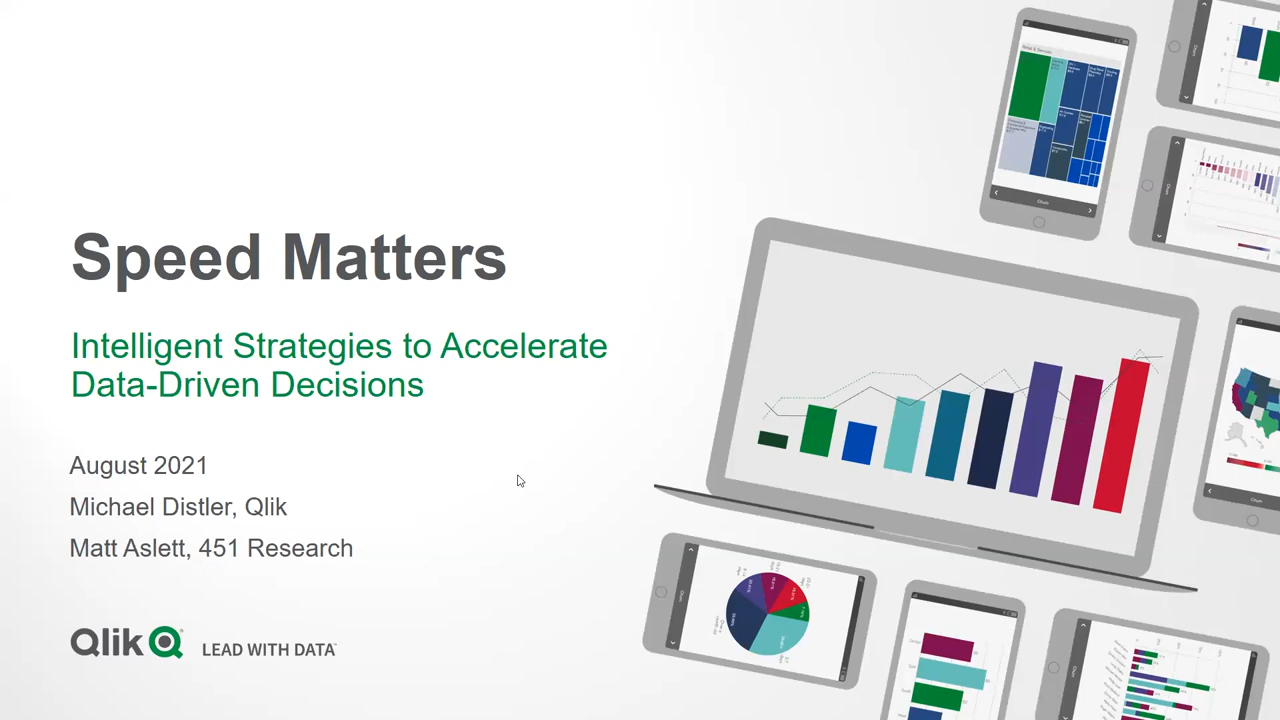 Speed Matters
Intelligent Strategies to Accelerate
Data-Driven Decisions
August 2021
Michael Distler, Qlik
Matt Aslett, 451 Research
Qlik LEAD WITH DATA